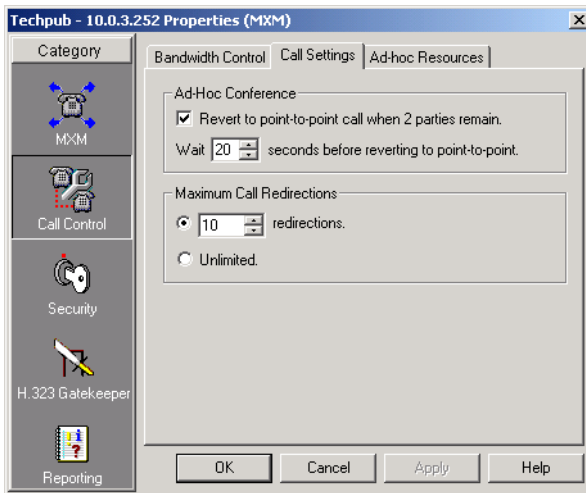 Techpub - 10.0.3.252 Properties (MXM)
Category
MXM
Call Control
Security
H.323 Gatekeeper
Reporting
Bandwidth Control Call Settings Ad-hoc Resources
Ad-Hoc Conference
Revert to point-to-point call when 2 parties remain.
Wait 20 seconds before reverting to point-to-point.
Maximum Call Redirections
10 redirections.
Unlimited.
OK Cancel Apply Help